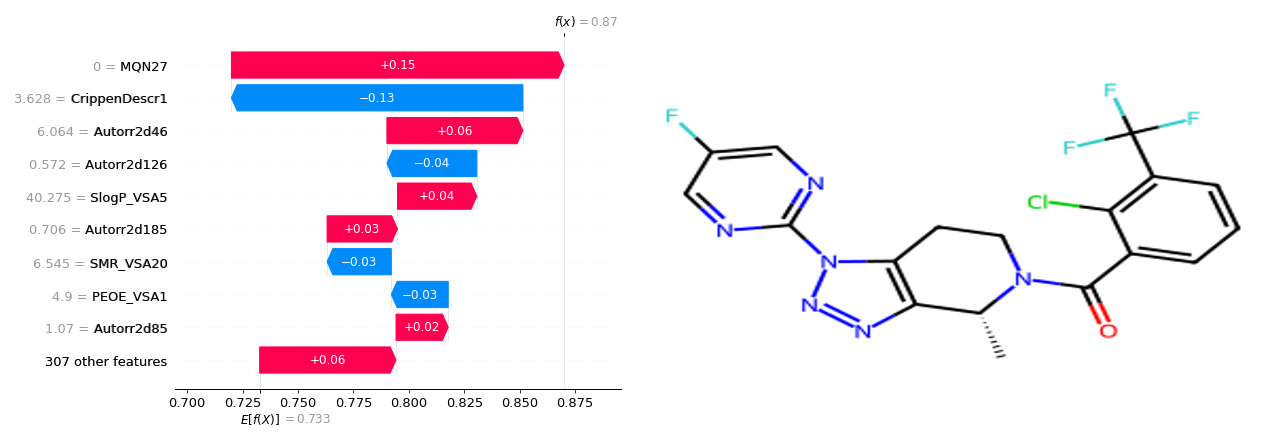 f(x) = 0.87
0 = MQN27
+0.15
3.628 = CrippenDescr1
−0.13
6.064 = Autorr2d46
+0.06
0.572 = Autorr2d126
−0.04
40.275 = SlogP_VSA5
+0.04
0.706 = Autorr2d185
+0.03
6.545 = SMR_VSA20
−0.03
4.9 = PEOE_VSA1
−0.03
1.07 = Autorr2d85
+0.02
307 other features
+0.06
0.700 0.725 0.750 0.775 0.800 0.825 0.850 0.875
E[f(X)] = 0.733
F
F
F
F
N
Cl
N
N
N
N
N
O